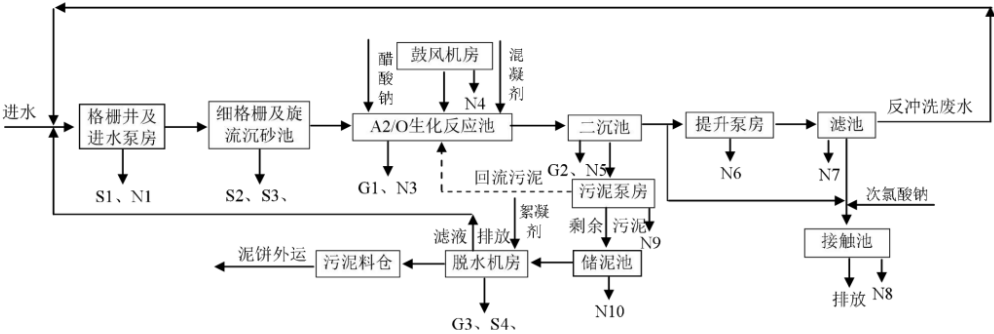 鼓风机房
醋酸钠
混凝剂
N4
进水
格栅井及
进水泵房
细格栅及旋
流沉砂池
A2/O生化反应池
二沉池
提升泵房
滤池
反冲洗废水
S1、N1
S2、S3、
G1、N3
G2、N5
N6
N7
回流污泥
污泥泵房
次氯酸钠
絮凝剂
剩余
污泥
N9
滤液
排放
接触池
泥饼外运
污泥料仓
脱水机房
储泥池
排放
N8
N10
G3、S4、